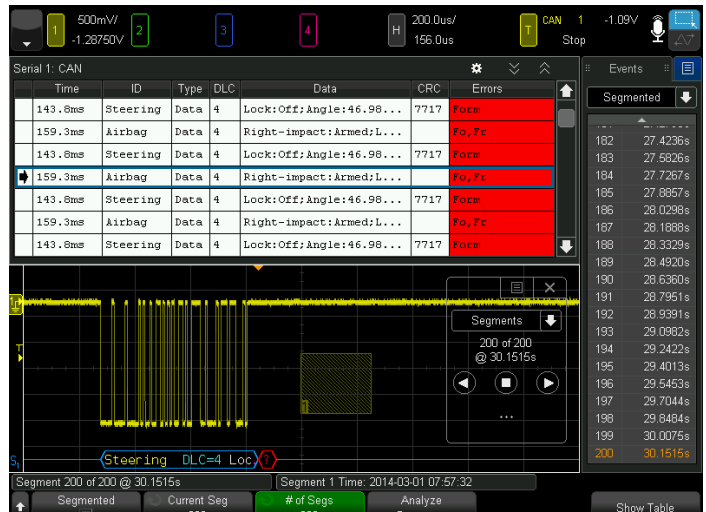 500mV/ 200.0us/ CAN 1 -1.09V
1 2 3 4 H T
-1.28750V 156.0us Stop
Serial 1: CAN
Time ID Type DLC Data CRC Errors
143.8ms Steering Data 4 Lock:Off;Angle:46.98... 7717 Form
159.3ms Airbag Data 4 Right-impact:Armed;L... Fo,Fr
143.8ms Steering Data 4 Lock:Off;Angle:46.98... 7717 Form
159.3ms Airbag Data 4 Right-impact:Armed;L... Fo,Fr
143.8ms Steering Data 4 Lock:Off;Angle:46.98... 7717 Form
159.3ms Airbag Data 4 Right-impact:Armed;L... Fo,Fr
143.8ms Steering Data 4 Lock:Off;Angle:46.98... 7717 Form
Events
Segmented
182 27.4236s
183 27.5826s
184 27.7267s
185 27.8857s
186 28.0298s
187 28.1888s
188 28.3329s
189 28.4920s
190 28.6360s
191 28.7951s
192 28.9391s
193 29.0982s
194 29.2422s
195 29.4013s
196 29.5453s
197 29.7044s
198 29.8484s
199 30.0075s
200 30.1515s
Segments
200 of 200
@ 30.1515s
...
T
S1 Steering DLC=4 Loc ?
Segment 200 of 200 @ 30.1515s
Segment 1 Time: 2014-03-01 07:57:32
Segmented Current Seg # of Segs Analyze
Show Table